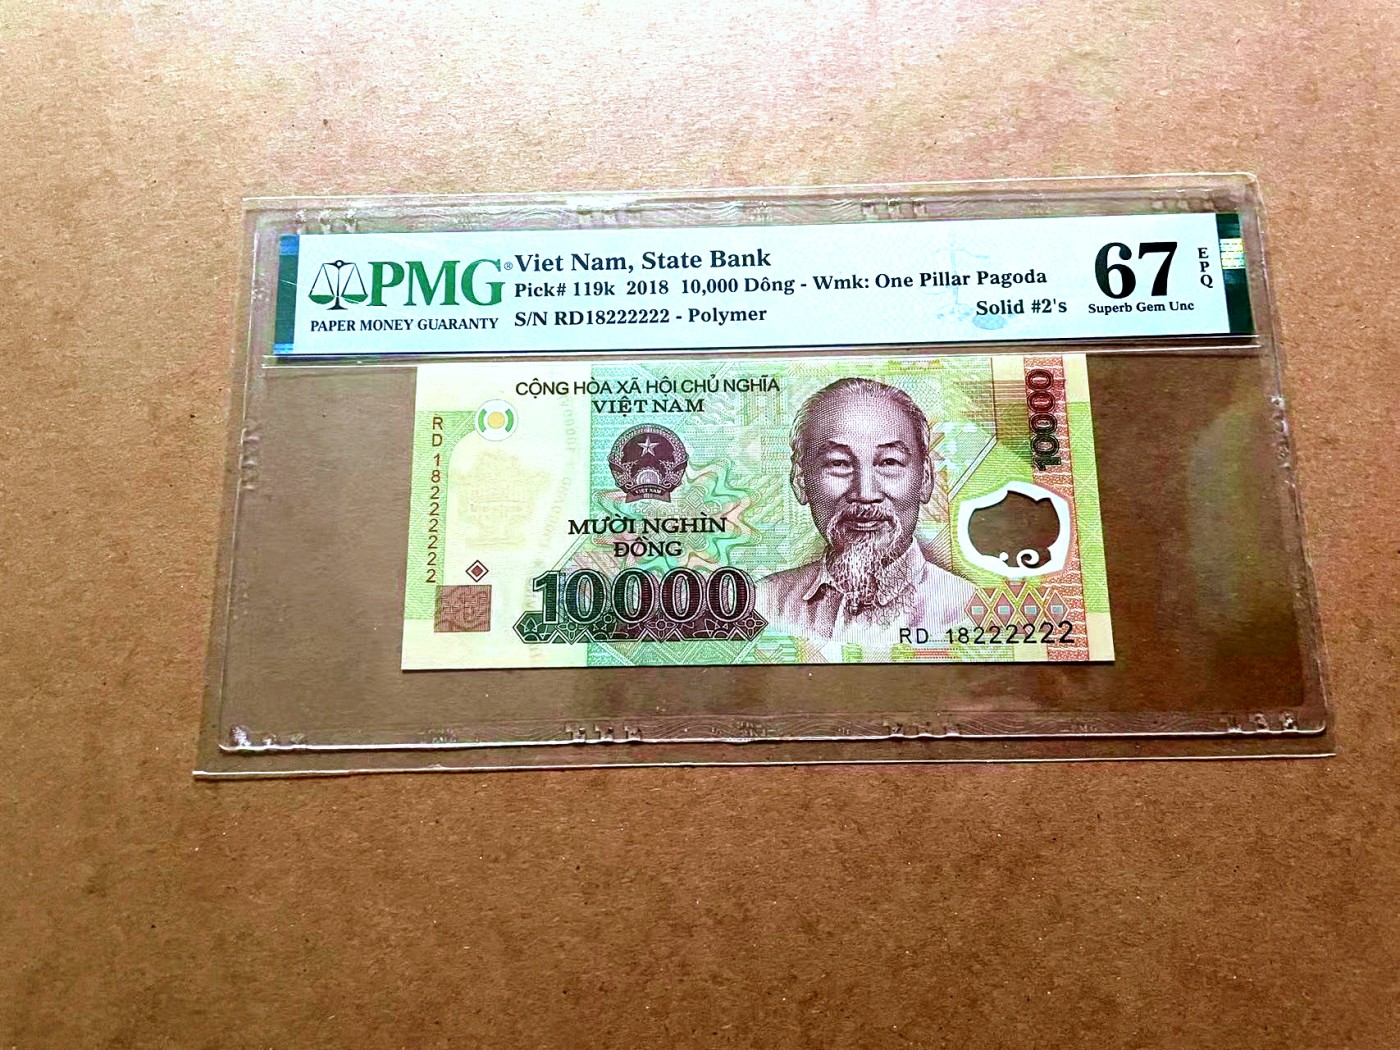 PMG®
PAPER MONEY GUARANTY
Viet Nam, State Bank
Pick# 119k 2018 10,000 Dông - Wmk: One Pillar Pagoda
S/N RD18222222 - Polymer
Solid #2's
67
EPQ
Superb Gem Unc
CỘNG HÒA XÃ HỘI CHỦ NGHĨA
VIỆT NAM
10000
RD 18222222
VIỆT NAM
MƯỜI NGHÌN
ĐỒNG
10000
RD 18222222